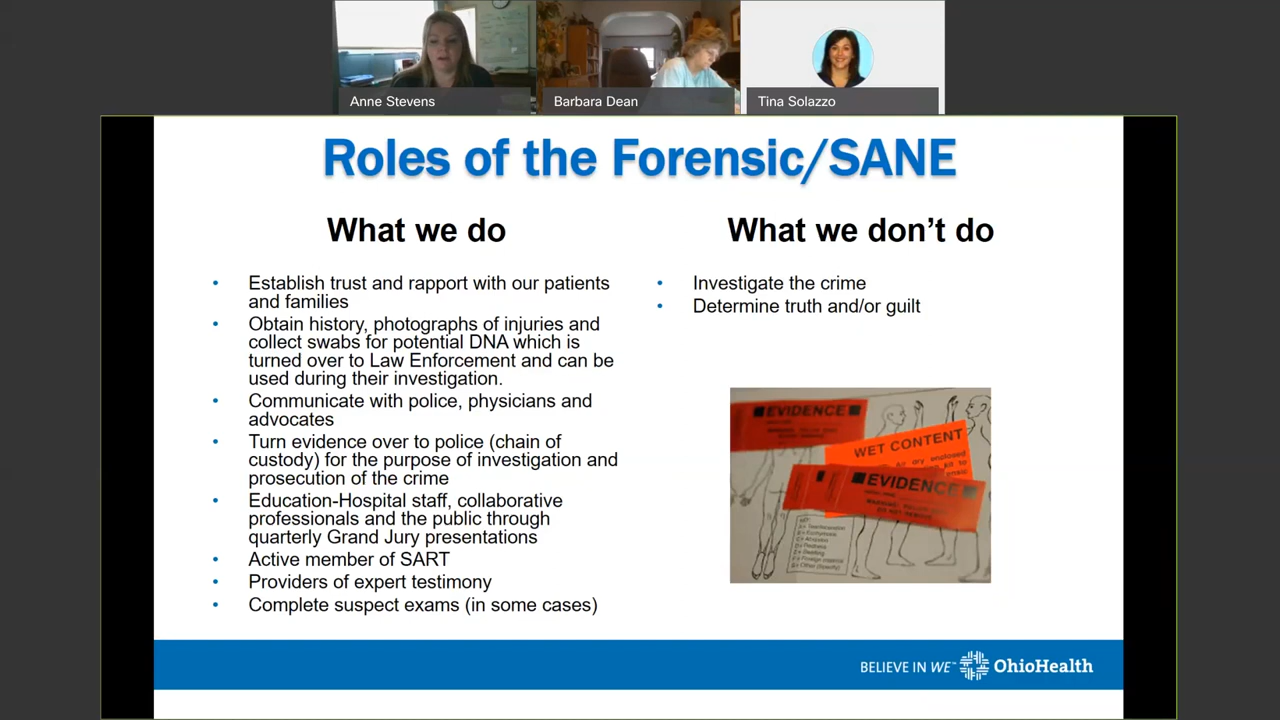 Anne Stevens
Barbara Dean
Tina Solazzo
Roles of the Forensic/SANE
What we do
• Establish trust and rapport with our patients
and families
• Obtain history, photographs of injuries and
collect swabs for potential DNA which is
turned over to Law Enforcement and can be
used during their investigation.
• Communicate with police, physicians and
advocates
• Turn evidence over to police (chain of
custody) for the purpose of investigation and
prosecution of the crime
• Education-Hospital staff, collaborative
professionals and the public through
quarterly Grand Jury presentations
• Active member of SART
• Providers of expert testimony
• Complete suspect exams (in some cases)
What we don't do
• Investigate the crime
• Determine truth and/or guilt
EVIDENCE
WET CONTENT
EVIDENCE
BELIEVE IN WE™ OhioHealth